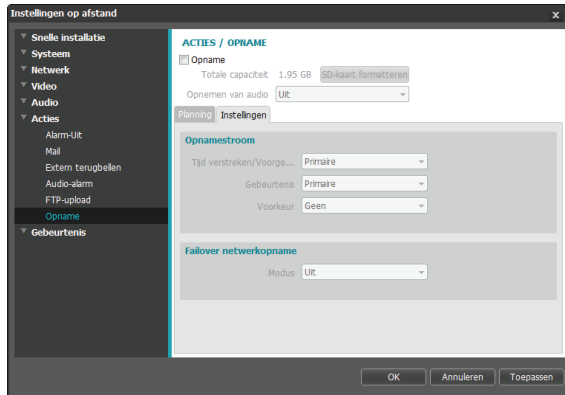 Instellingen op afstand
x
Snelle installatie
Systeem
Netwerk
Video
Audio
Acties
Alarm-Uit
Mail
Extern terugbellen
Audio-alarm
FTP-upload
Opname
Gebeurtenis
ACTIES / OPNAME
Opname
Totale capaciteit 1.95 GB SD-kaart formatteren
Opnemen van audio Uit
Planning Instellingen
Opnamestroom
Tijd verstreken/Voorge... Primaire
Gebeurtenis Primaire
Voorkeur Geen
Failover netwerkopname
Modus Uit
OK Annuleren Toepassen